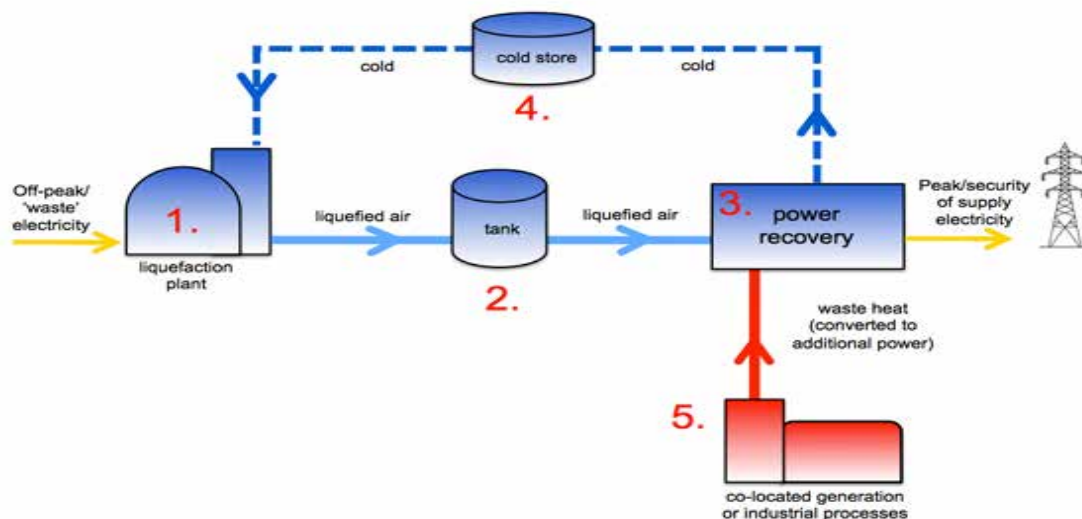 cold store
cold
cold
4.
Off-peak/
'waste'
electricity
1.
liquefaction
plant
liquefied air
tank
2.
liquefied air
3.
power
recovery
Peak/security
of supply
electricity
waste heat
(converted to
additional power)
5.
co-located generation
or industrial processes